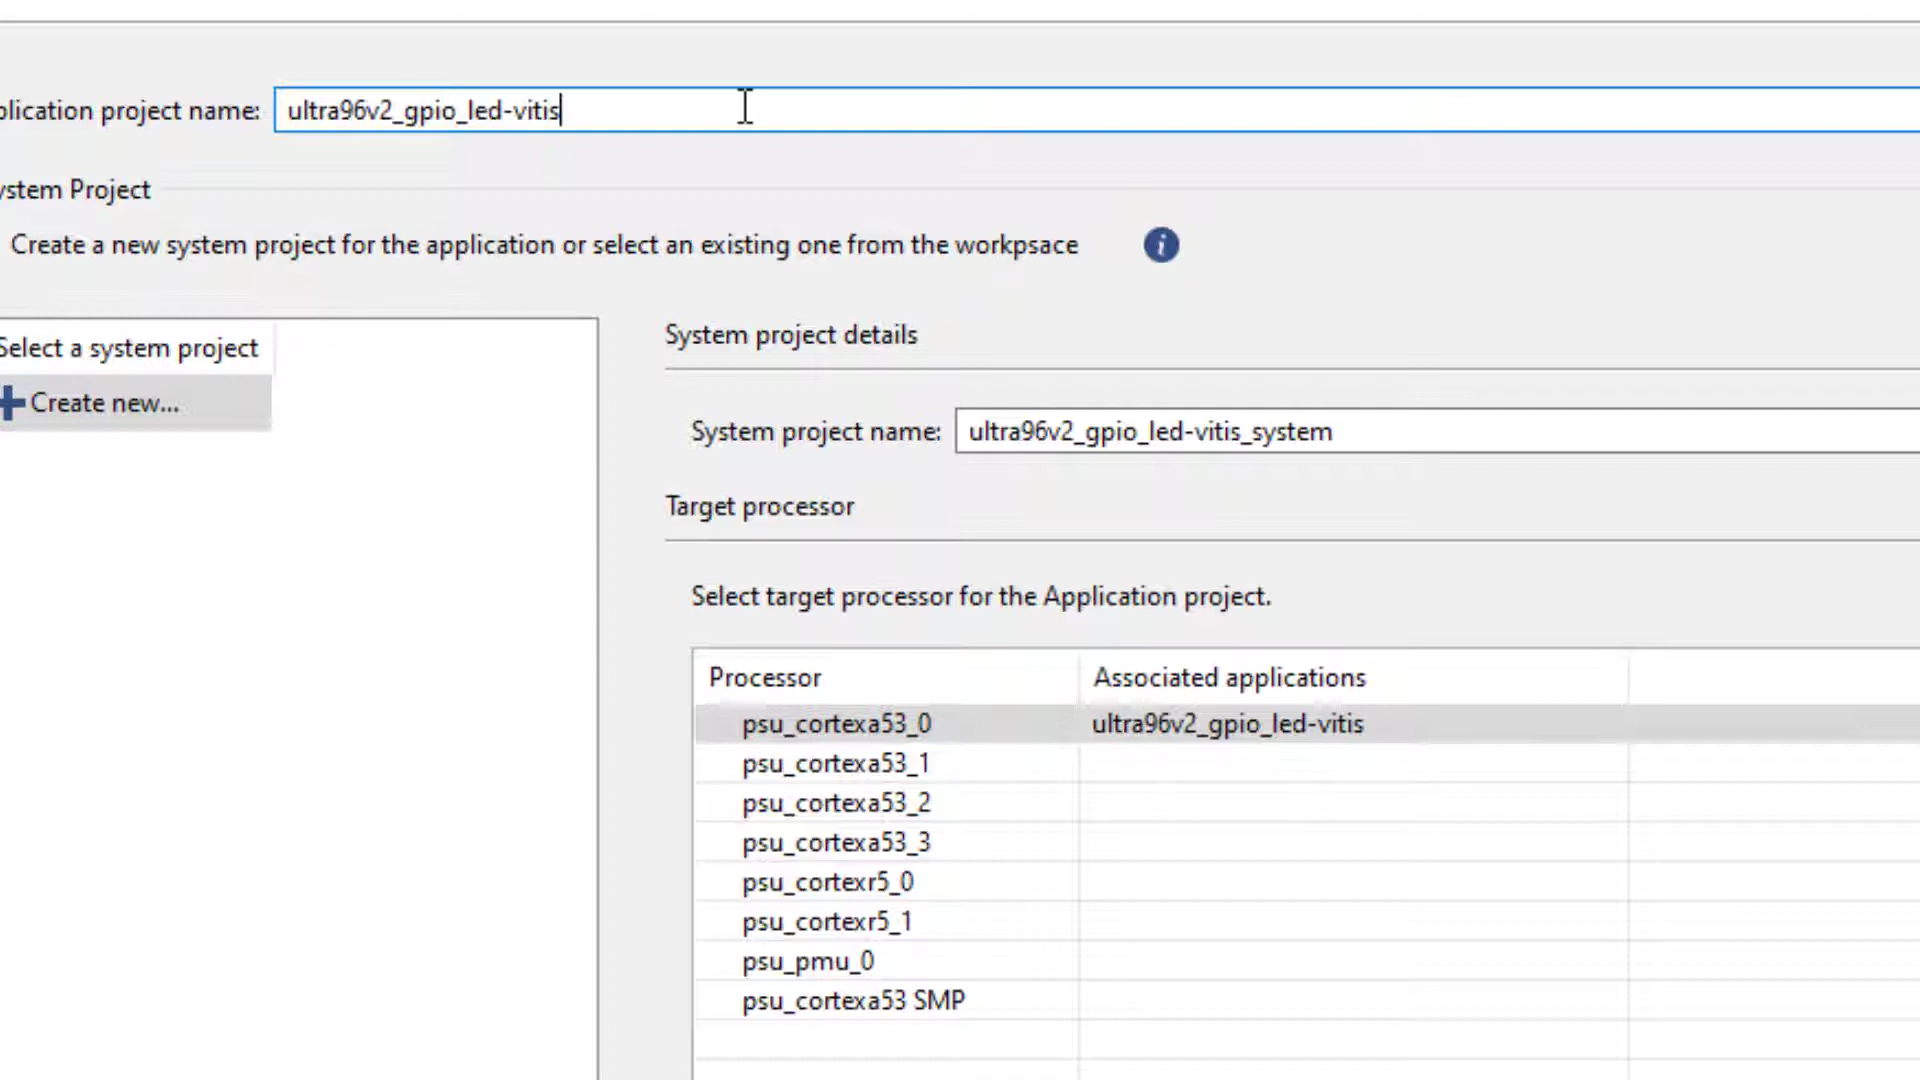 plication project name: ultra96v2_gpio_led-vitis
ystem Project
Create a new system project for the application or select an existing one from the workpsace
i
Select a system project
Create new...
System project details
System project name: ultra96v2_gpio_led-vitis_system
Target processor
Select target processor for the Application project.
Processor Associated applications
psu_cortexa53_0 ultra96v2_gpio_led-vitis
psu_cortexa53_1
psu_cortexa53_2
psu_cortexa53_3
psu_cortexr5_0
psu_cortexr5_1
psu_pmu_0
psu_cortexa53 SMP